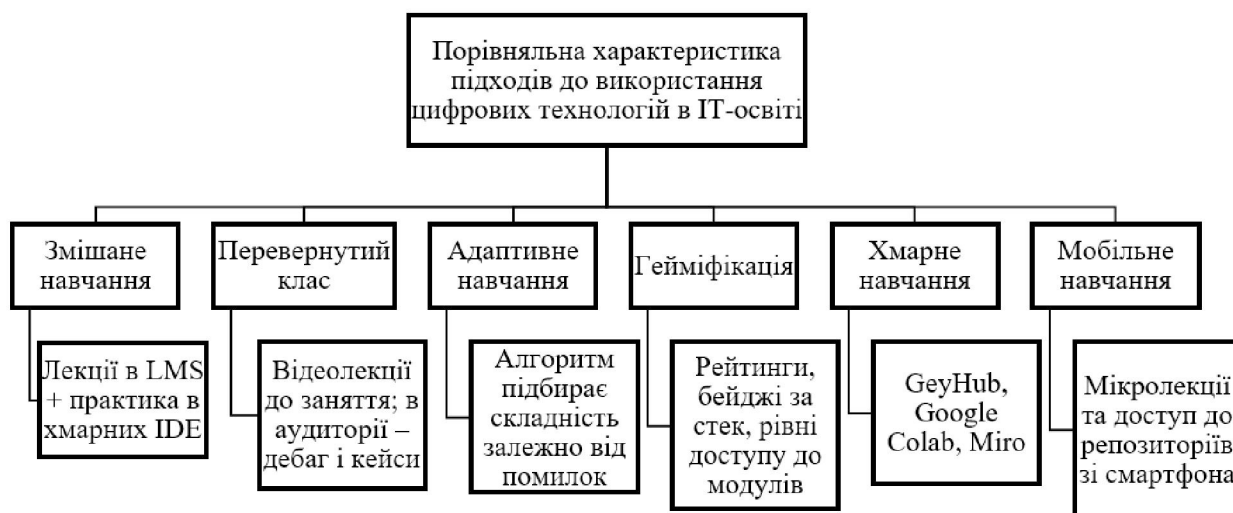 Порівняльна характеристика
підходів до використання
цифрових технологій в ІТ-освіті
Змішане
навчання
Перевернутий
клас
Адаптивне
навчання
Гейміфікація
Хмарне
навчання
Мобільне
навчання
Лекції в LMS
+ практика в
хмарних IDE
Відеолекції
до заняття; в
аудиторії –
дебаг і кейси
Алгоритм
підбирає
складність
залежно від
помилок
Рейтинги,
бейджі за
стек, рівні
доступу до
модулів
GeyHub,
Google
Colab, Miro
Мікролекції
та доступ до
репозиторіїв
зі смартфона